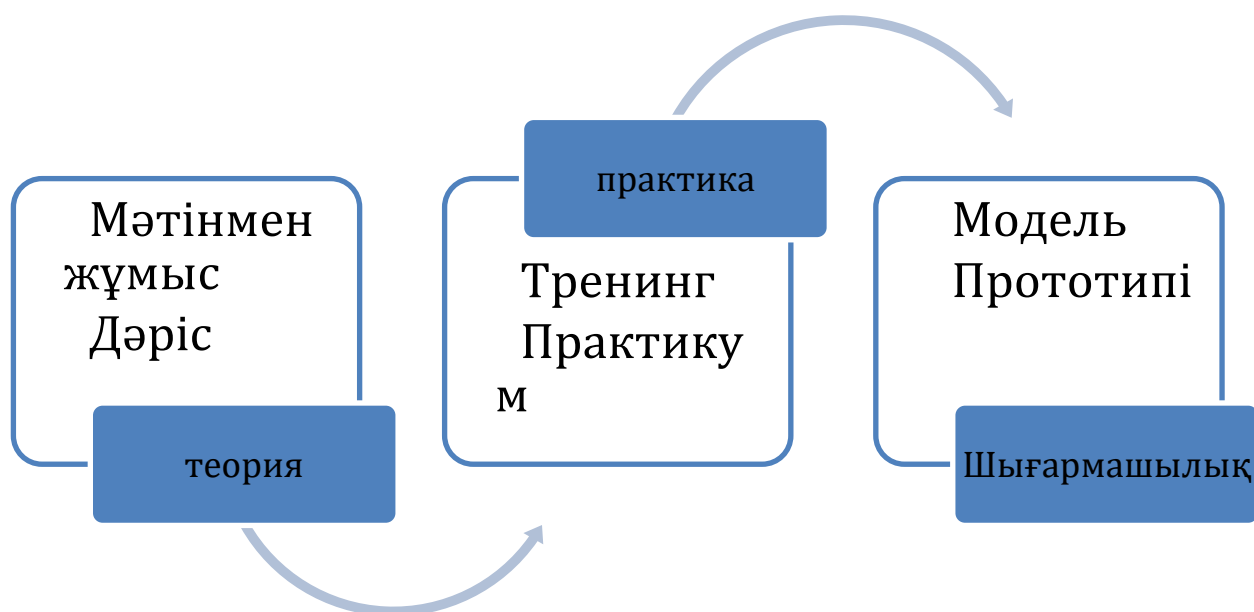 Мәтінмен
жұмыс
Дәріс
теория
практика
Тренинг
Практику
м
Модель
Прототипі
Шығармашылық